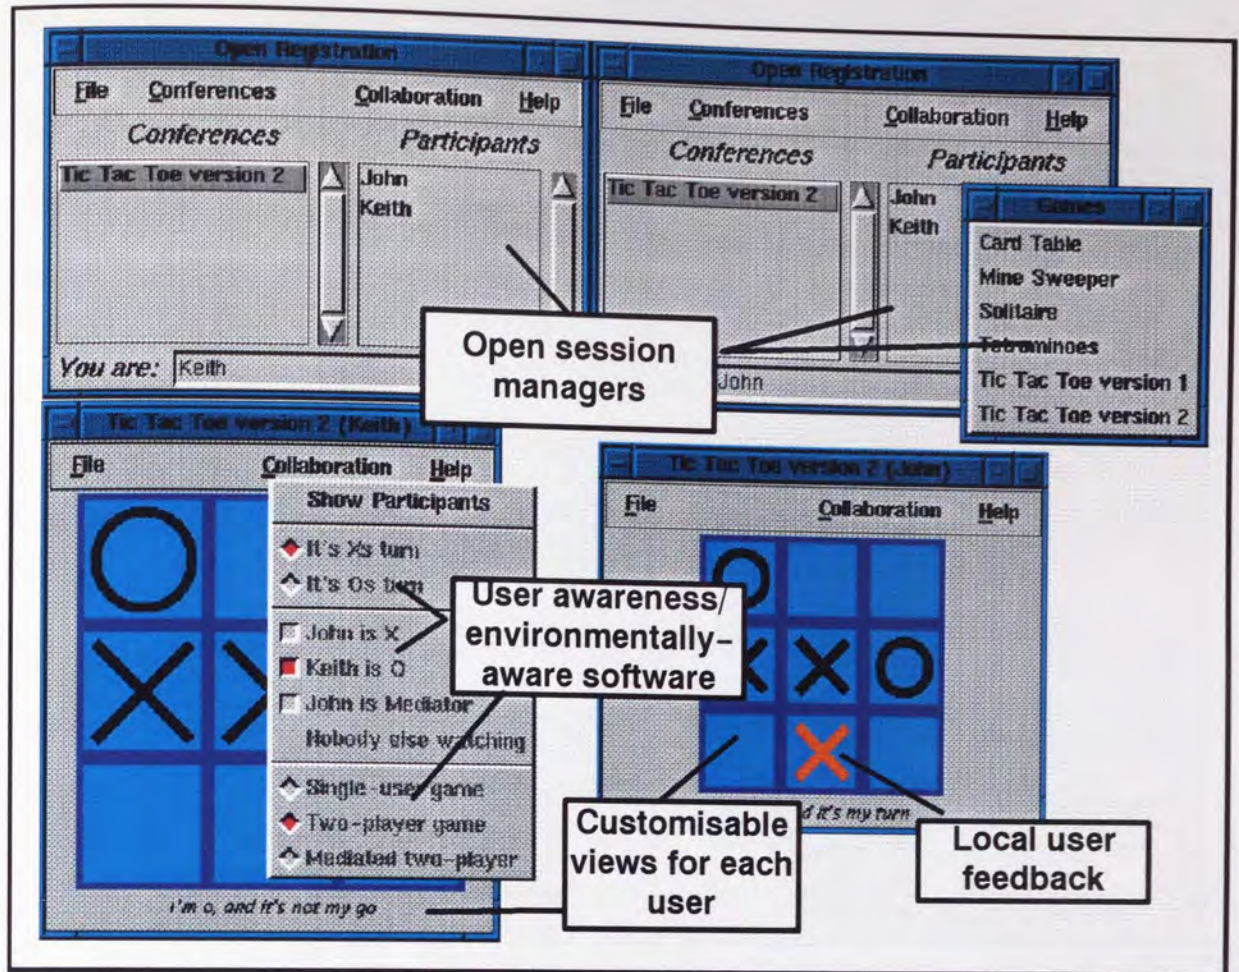 Open Registration
File Conferences Collaboration Help
Conferences Participants
Tic Tac Toe version 2
John
Keith
You are: Keith
Open Registration
File Conferences Collaboration Help
Conferences Participants
Tic Tac Toe version 2
John
Keith
John
Games
Card Table
Mine Sweeper
Solitaire
Tetrominoes
Tic Tac Toe version 1
Tic Tac Toe version 2
Open session
managers
Tic Tac Toe version 2 (Keith)
File Collaboration Help
Show Participants
It's Xs turn
It's Os turn
John is X
Keith is O
John is Mediator
Nobody else watching
Single-user game
Two-player game
Mediated two-player
i'm o, and it's not my go
Tic Tac Toe version 2 (John)
File Collaboration Help
it's my turn
User awareness/
environmentally-
aware software
Customisable
views for each
user
Local user
feedback